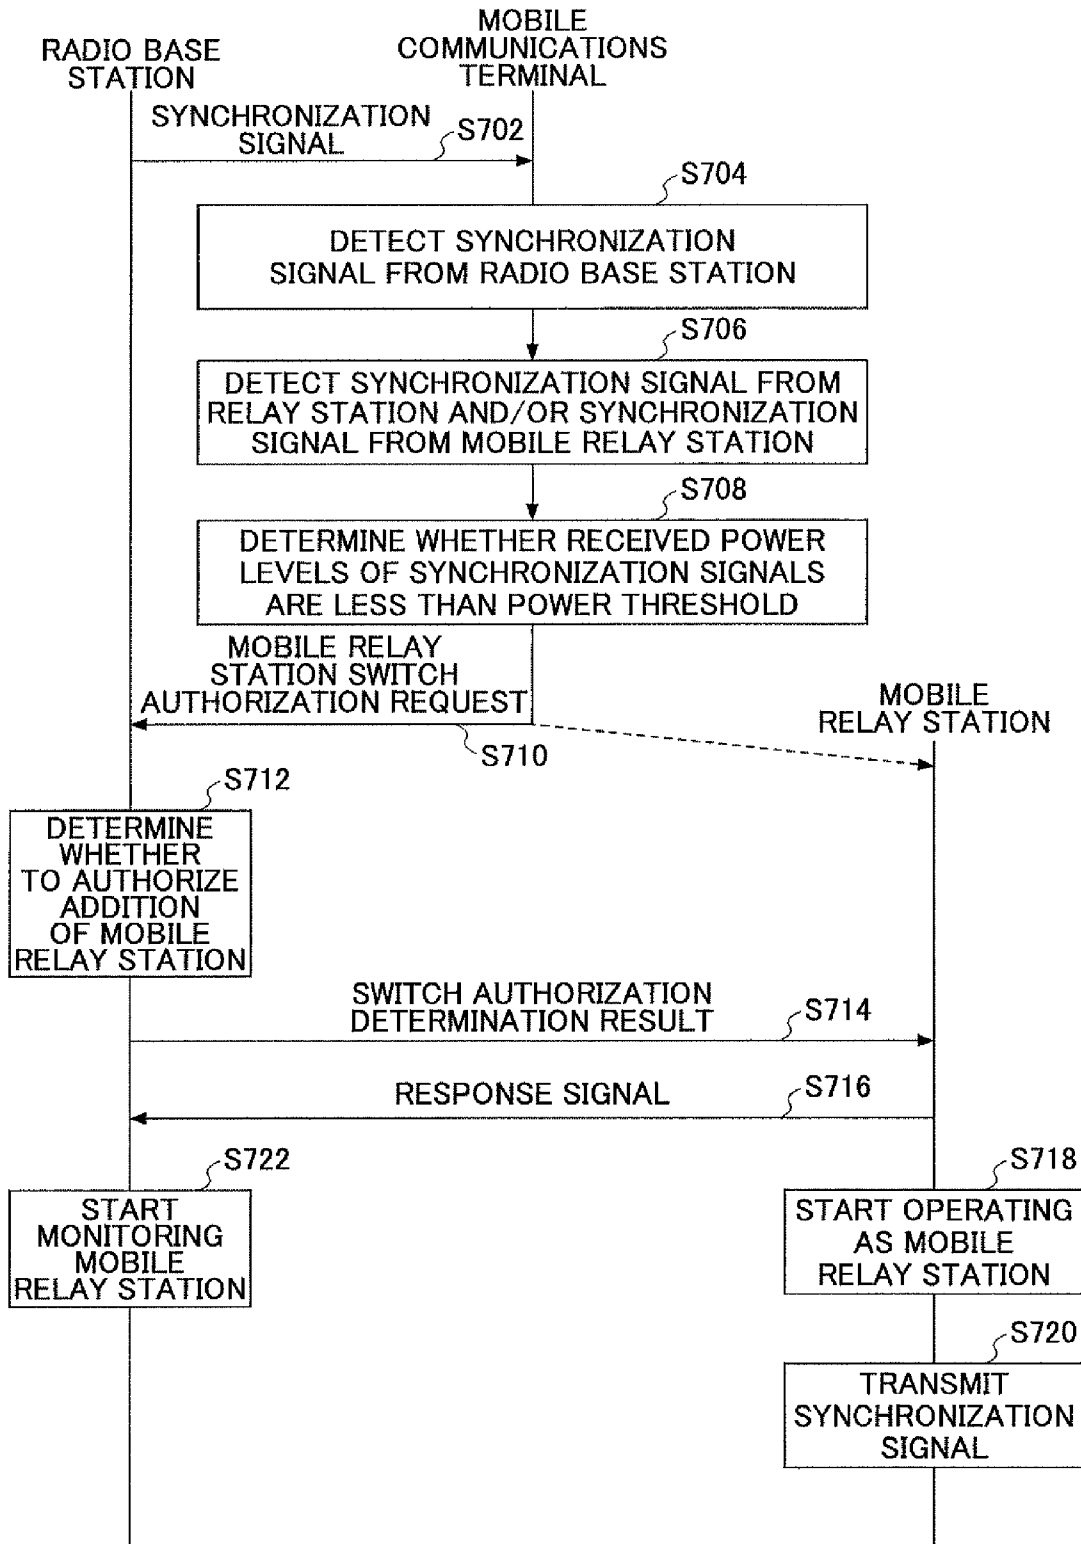 RADIO BASE
STATION
MOBILE
COMMUNICATIONS
TERMINAL
SYNCHRONIZATION
SIGNAL
S702
S704
DETECT SYNCHRONIZATION
SIGNAL FROM RADIO BASE STATION
S706
DETECT SYNCHRONIZATION SIGNAL FROM
RELAY STATION AND/OR SYNCHRONIZATION
SIGNAL FROM MOBILE RELAY STATION
S708
DETERMINE WHETHER RECEIVED POWER
LEVELS OF SYNCHRONIZATION SIGNALS
ARE LESS THAN POWER THRESHOLD
MOBILE RELAY
STATION SWITCH
AUTHORIZATION REQUEST
S710
MOBILE
RELAY STATION
S712
DETERMINE
WHETHER
TO AUTHORIZE
ADDITION
OF MOBILE
RELAY STATION
SWITCH AUTHORIZATION
DETERMINATION RESULT
S714
RESPONSE SIGNAL
S716
S722
START
MONITORING
MOBILE
RELAY STATION
S718
START OPERATING
AS MOBILE
RELAY STATION
S720
TRANSMIT
SYNCHRONIZATION
SIGNAL